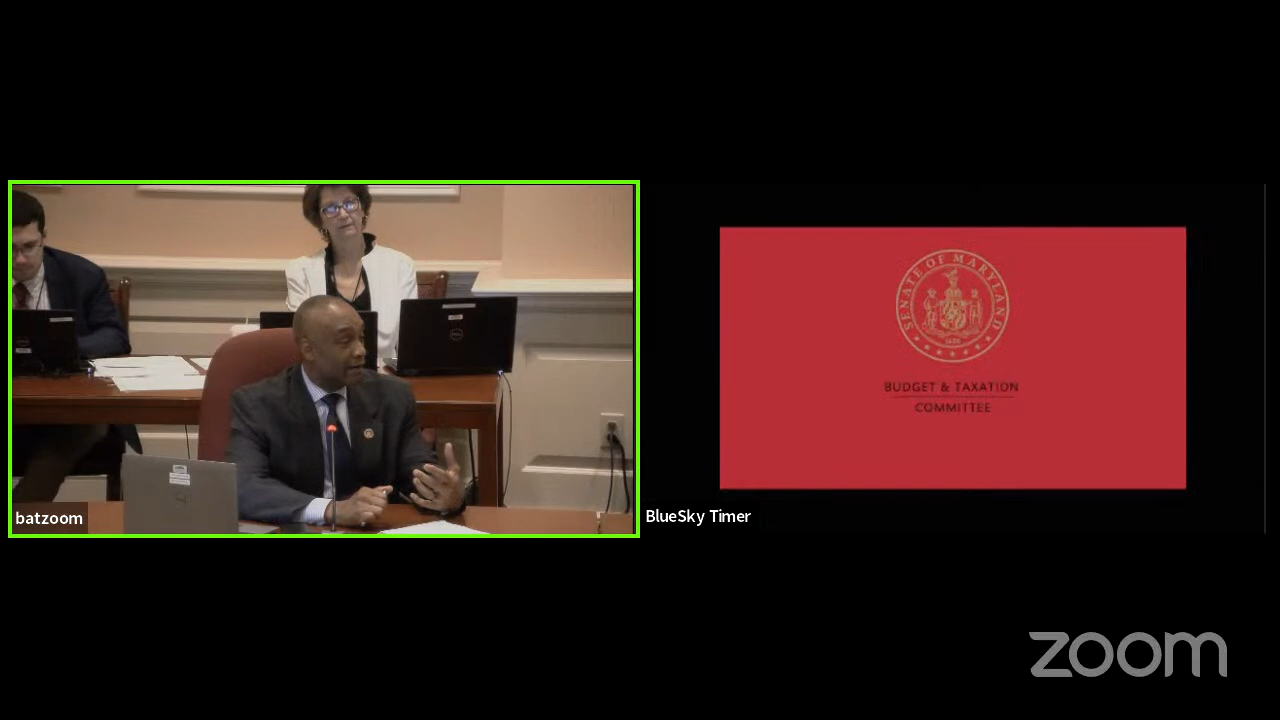 SENATE OF MARYLAND
BUDGET & TAXATION
COMMITTEE
batzoom
BlueSky Timer
zoom